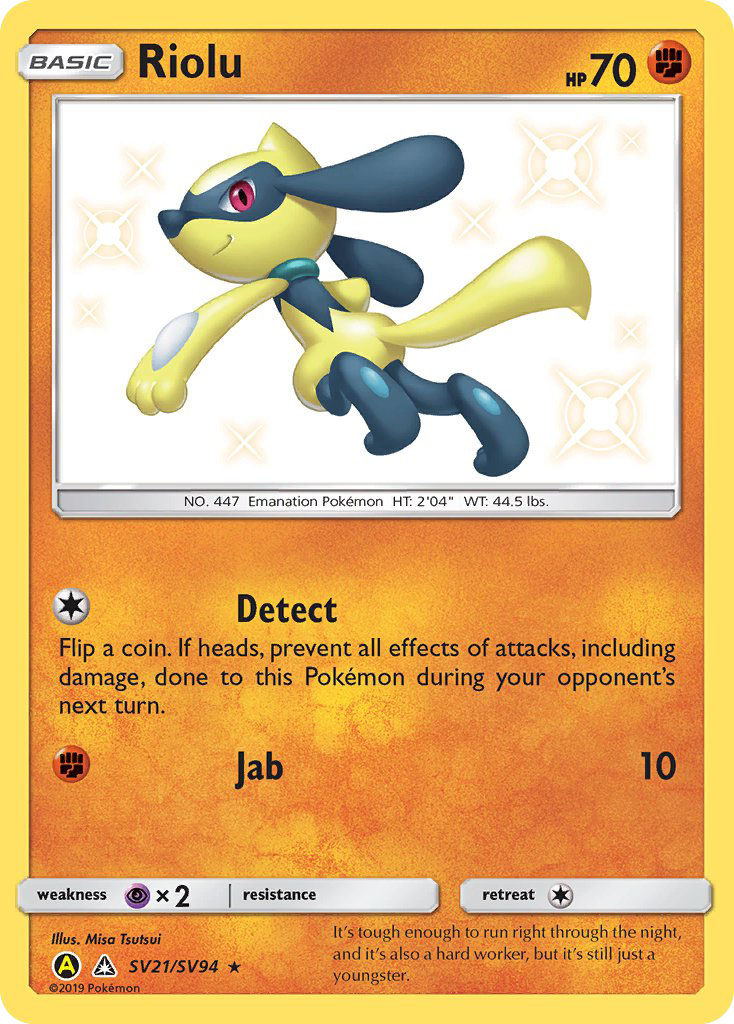 BASIC Riolu HP 70
NO. 447 Emanation Pokémon HT: 2'04" WT: 44.5 lbs.
Detect
Flip a coin. If heads, prevent all effects of attacks, including
damage, done to this Pokémon during your opponent's
next turn.
Jab 10
weakness ×2 resistance retreat
Illus. Misa Tsutsui
A SV21/SV94
©2019 Pokémon
It's tough enough to run right through the night,
and it's also a hard worker, but it's still just a
youngster.